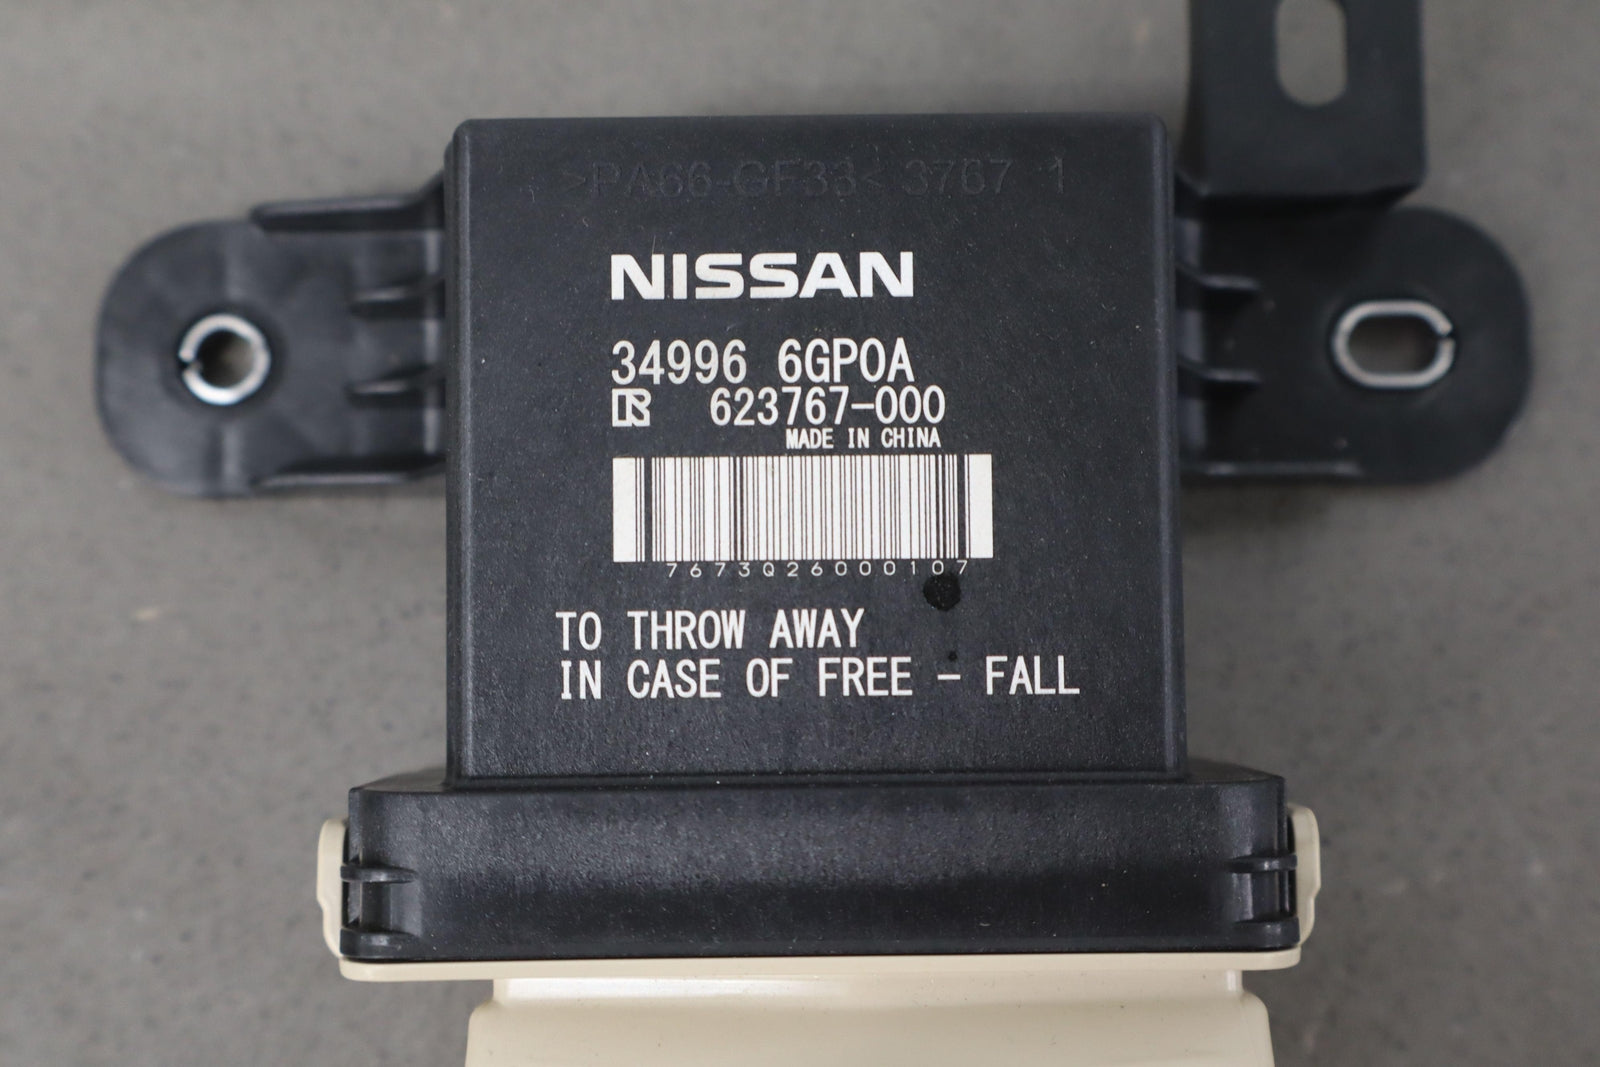 >PA66-GF33< 3767 1
NISSAN
34996 6GP0A
R 623767-000
MADE IN CHINA
7673Q26000107
TO THROW AWAY
IN CASE OF FREE - FALL